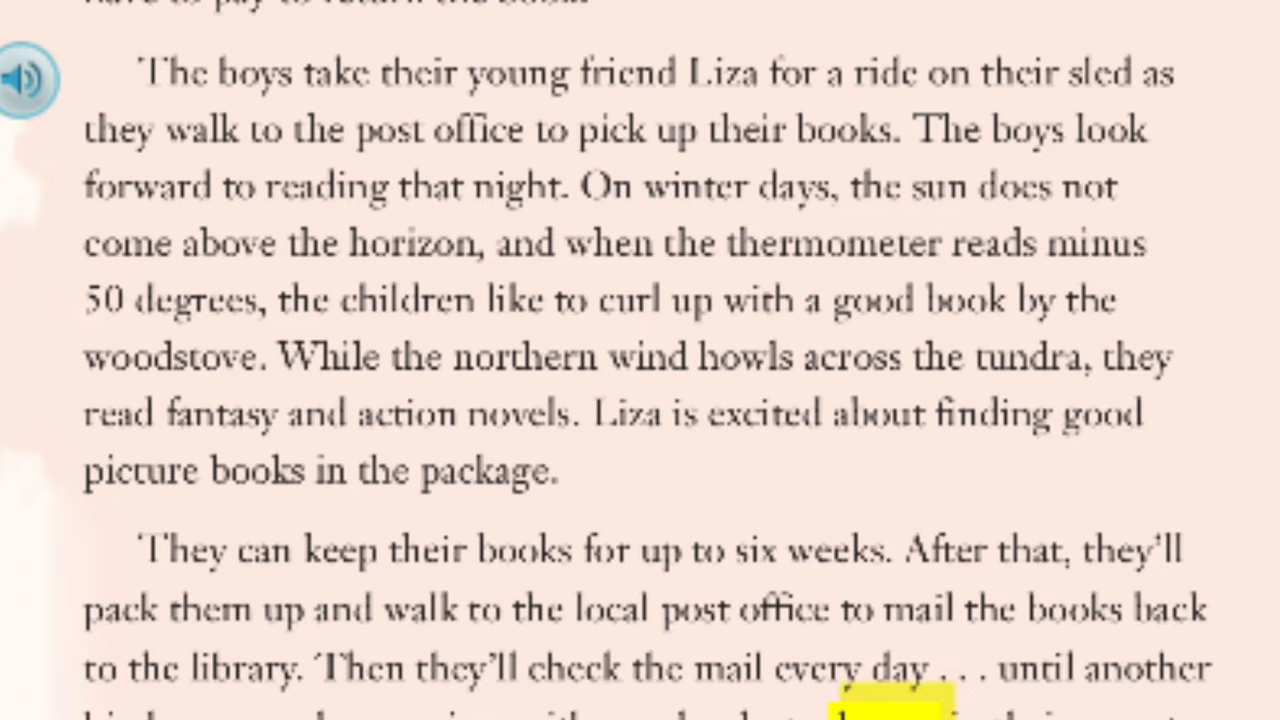 The boys take their young friend Liza for a ride on their sled as
they walk to the post office to pick up their books. The boys look
forward to reading that night. On winter days, the sun does not
come above the horizon, and when the thermometer reads minus
50 degrees, the children like to curl up with a good book by the
woodstove. While the northern wind howls across the tundra, they
read fantasy and action novels. Liza is excited about finding good
picture books in the package.
They can keep their books for up to six weeks. After that, they'll
pack them up and walk to the local post office to mail the books back
to the library. Then they'll check the mail every day . . . until another